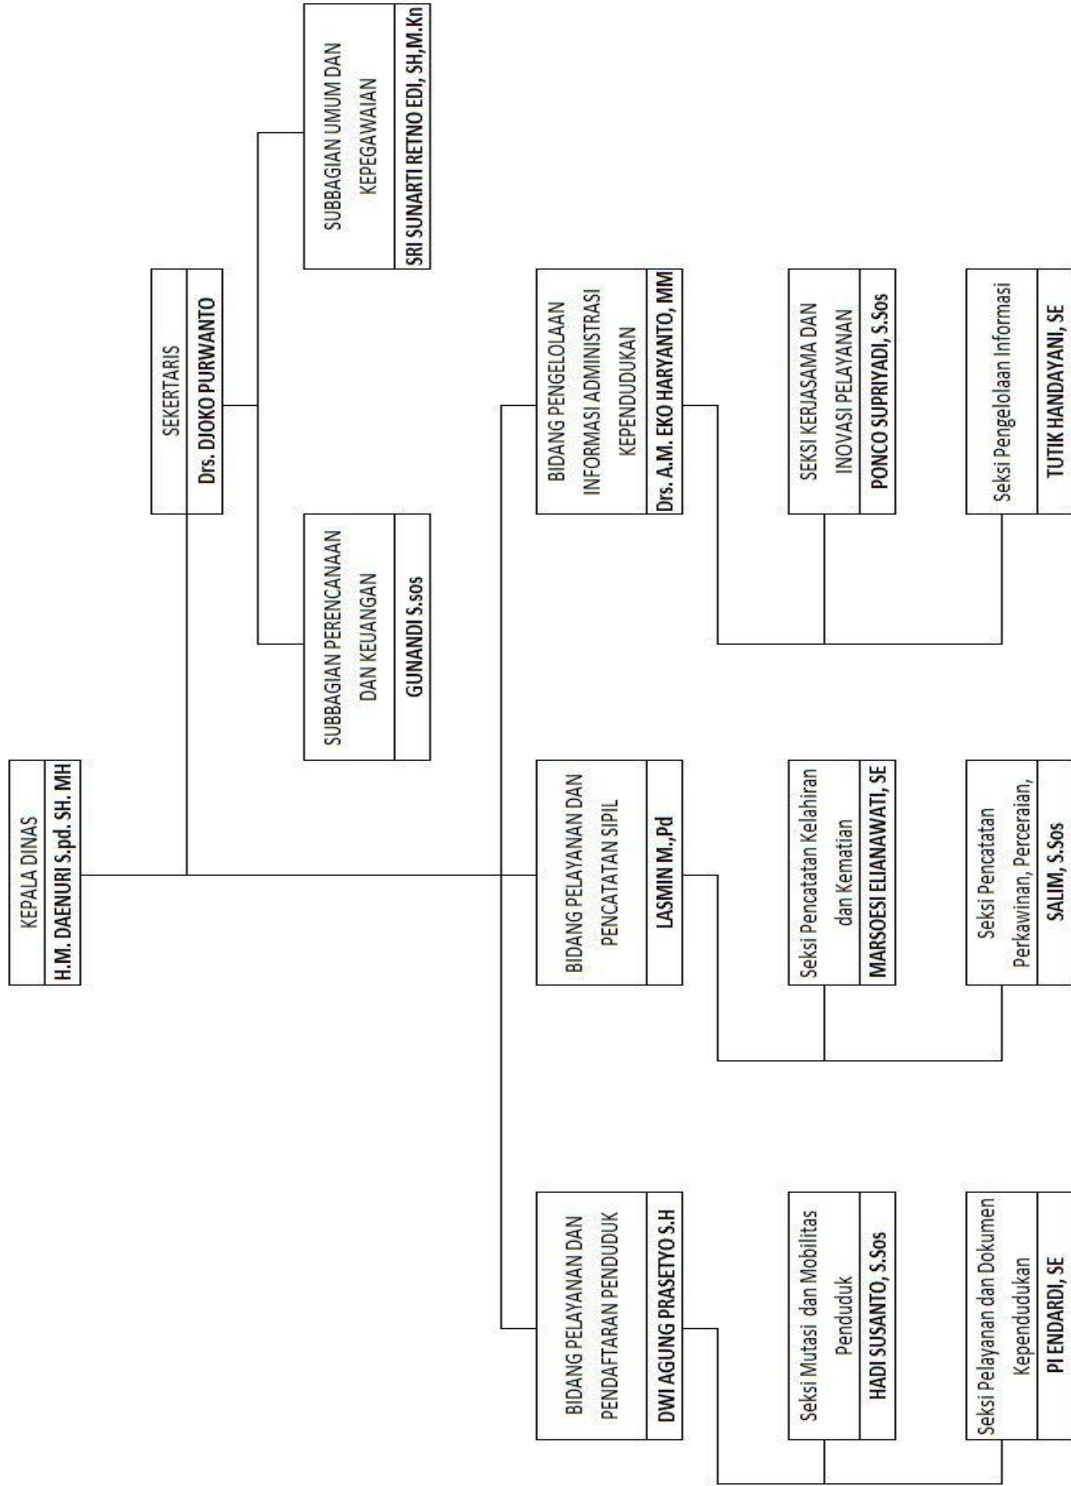 KEPALA DINAS
H.M. DAENURI S.pd. SH. MH
SEKERTARIS
Drs. DJOKO PURWANTO
SUBBAGIAN PERENCANAAN
DAN KEUANGAN
GUNANDI S.sos
SUBBAGIAN UMUM DAN
KEPEGAWAIAN
SRI SUNARTI RETNO EDI, SH,M.Kn
BIDANG PELAYANAN DAN
PENDAFTARAN PENDUDUK
DWI AGUNG PRASETYO S.H
BIDANG PELAYANAN DAN
PENCATATAN SIPIL
LASMIN M.,Pd
BIDANG PENGELOLAAN
INFORMASI ADMINISTRASI
KEPENDUDUKAN
Drs. A.M. EKO HARYANTO, MM
Seksi Mutasi dan Mobilitas
Penduduk
HADI SUSANTO, S.Sos
Seksi Pencatatan Kelahiran
dan Kematian
MARSOESI ELIANAWATI, SE
SEKSI KERJASAMA DAN
INOVASI PELAYANAN
PONCO SUPRIYADI, S.Sos
Seksi Pelayanan dan Dokumen
Kependudukan
PI ENDARDI, SE
Seksi Pencatatan
Perkawinan, Perceraian,
SALIM, S.Sos
Seksi Pengelolaan Informasi
TUTIK HANDAYANI, SE